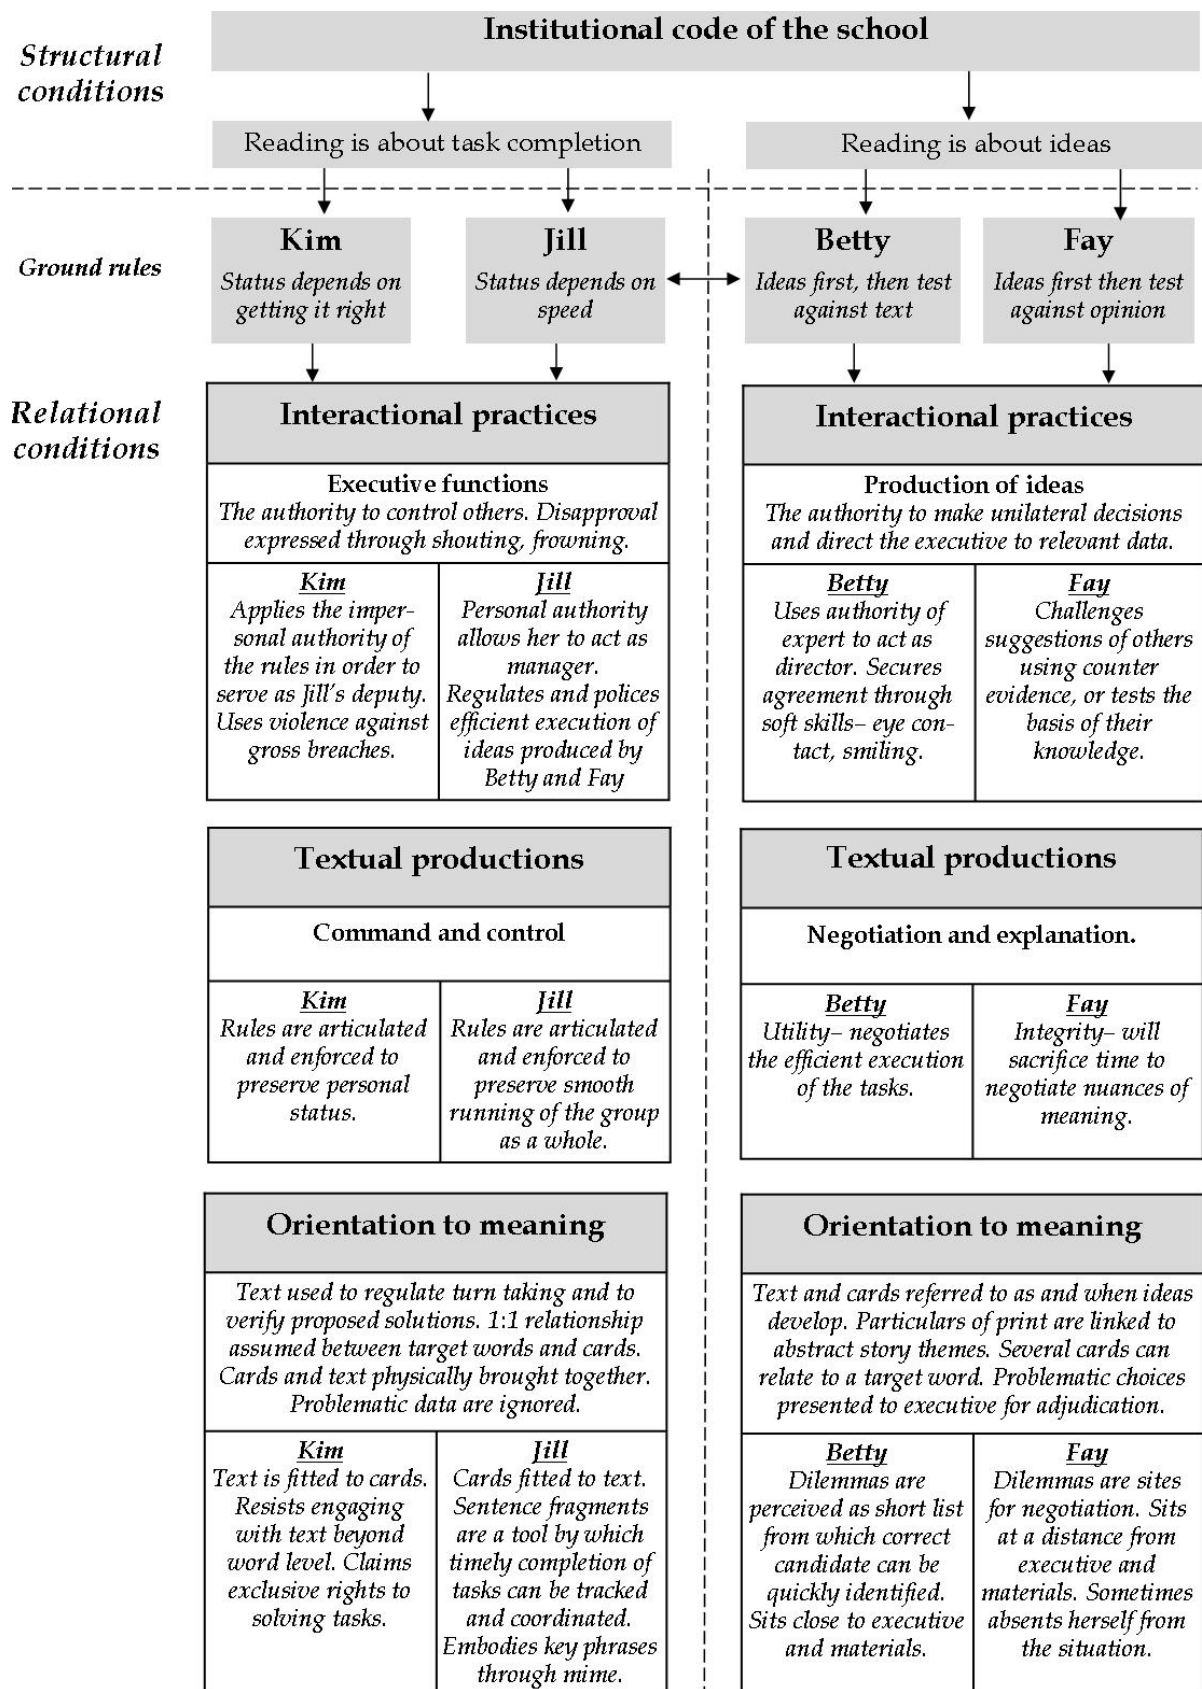 Institutional code of the school
Structural
conditions
Reading is about task completion
Reading is about ideas
Ground rules
Kim
Status depends on
getting it right
Jill
Status depends on
speed
Betty
Ideas first, then test
against text
Fay
Ideas first then test
against opinion
Relational
conditions
Interactional practices
Executive functions
The authority to control others. Disapproval
expressed through shouting, frowning.
Kim
Applies the imper-
sonal authority of
the rules in order to
serve as Jill's deputy.
Uses violence against
gross breaches.
Jill
Personal authority
allows her to act as
manager.
Regulates and polices
efficient execution of
ideas produced by
Betty and Fay
Interactional practices
Production of ideas
The authority to make unilateral decisions
and direct the executive to relevant data.
Betty
Uses authority of
expert to act as
director. Secures
agreement through
soft skills– eye con-
tact, smiling.
Fay
Challenges
suggestions of others
using counter
evidence, or tests the
basis of their
knowledge.
Textual productions
Command and control
Kim
Rules are articulated
and enforced to
preserve personal
status.
Jill
Rules are articulated
and enforced to
preserve smooth
running of the group
as a whole.
Textual productions
Negotiation and explanation.
Betty
Utility– negotiates
the efficient execution
of the tasks.
Fay
Integrity– will
sacrifice time to
negotiate nuances of
meaning.
Orientation to meaning
Text used to regulate turn taking and to
verify proposed solutions. 1:1 relationship
assumed between target words and cards.
Cards and text physically brought together.
Problematic data are ignored.
Kim
Text is fitted to cards.
Resists engaging
with text beyond
word level. Claims
exclusive rights to
solving tasks.
Jill
Cards fitted to text.
Sentence fragments
are a tool by which
timely completion of
tasks can be tracked
and coordinated.
Embodies key phrases
through mime.
Orientation to meaning
Text and cards referred to as and when ideas
develop. Particulars of print are linked to
abstract story themes. Several cards can
relate to a target word. Problematic choices
presented to executive for adjudication.
Betty
Dilemmas are
perceived as short list
from which correct
candidate can be
quickly identified.
Sits close to executive
and materials.
Fay
Dilemmas are sites
for negotiation. Sits
at a distance from
executive and
materials. Sometimes
absents herself from
the situation.